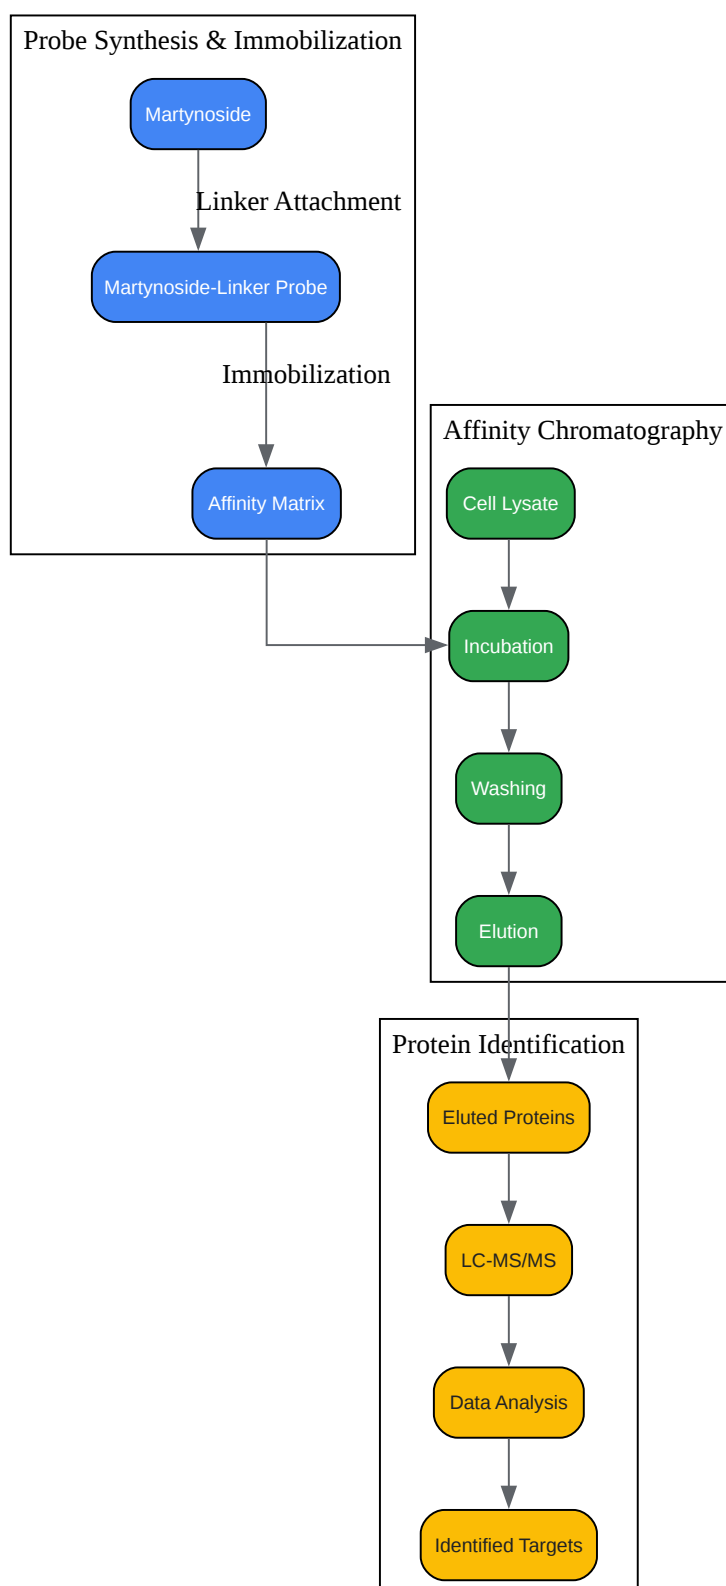 Probe Synthesis & Immobilization
Martynoside
Linker Attachment
Martynoside-Linker Probe
Immobilization
Affinity Matrix
Affinity Chromatography
Cell Lysate
Incubation
Washing
Elution
Protein Identification
Eluted Proteins
LC-MS/MS
Data Analysis
Identified Targets